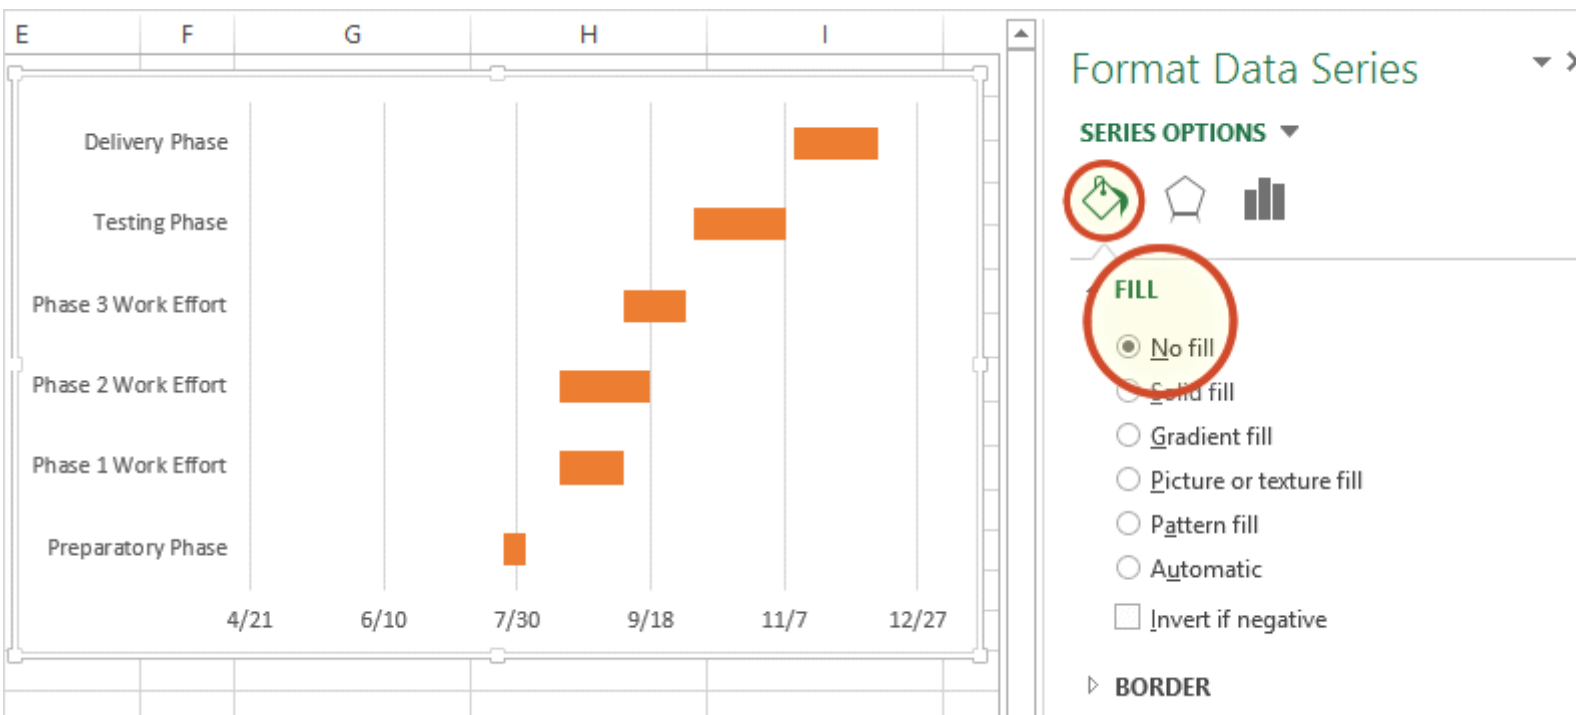 E F G H I
Format Data Series
SERIES OPTIONS
FILL
No fill
Solid fill
Gradient fill
Picture or texture fill
Pattern fill
Automatic
Invert if negative
BORDER
Delivery Phase
Testing Phase
Phase 3 Work Effort
Phase 2 Work Effort
Phase 1 Work Effort
Preparatory Phase
4/21 6/10 7/30 9/18 11/7 12/27